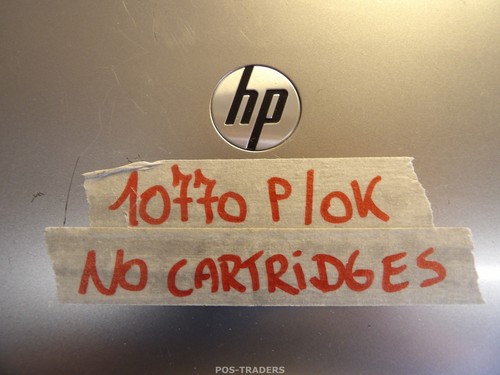 hp
10770 P/OK
NO CARTRIDGES
POS-TRADERS